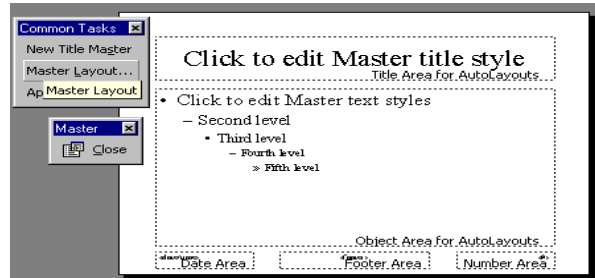 Common Tasks
New Title Master
Master Layout...
Ap
Master Layout
Master
Close
Click to edit Master title style
Title Area for AutoLayouts
• Click to edit Master text styles
– Second level
• Third level
– Fourth level
» Fifth level
Object Area for AutoLayouts
Date Area
Footer Area
Number Area